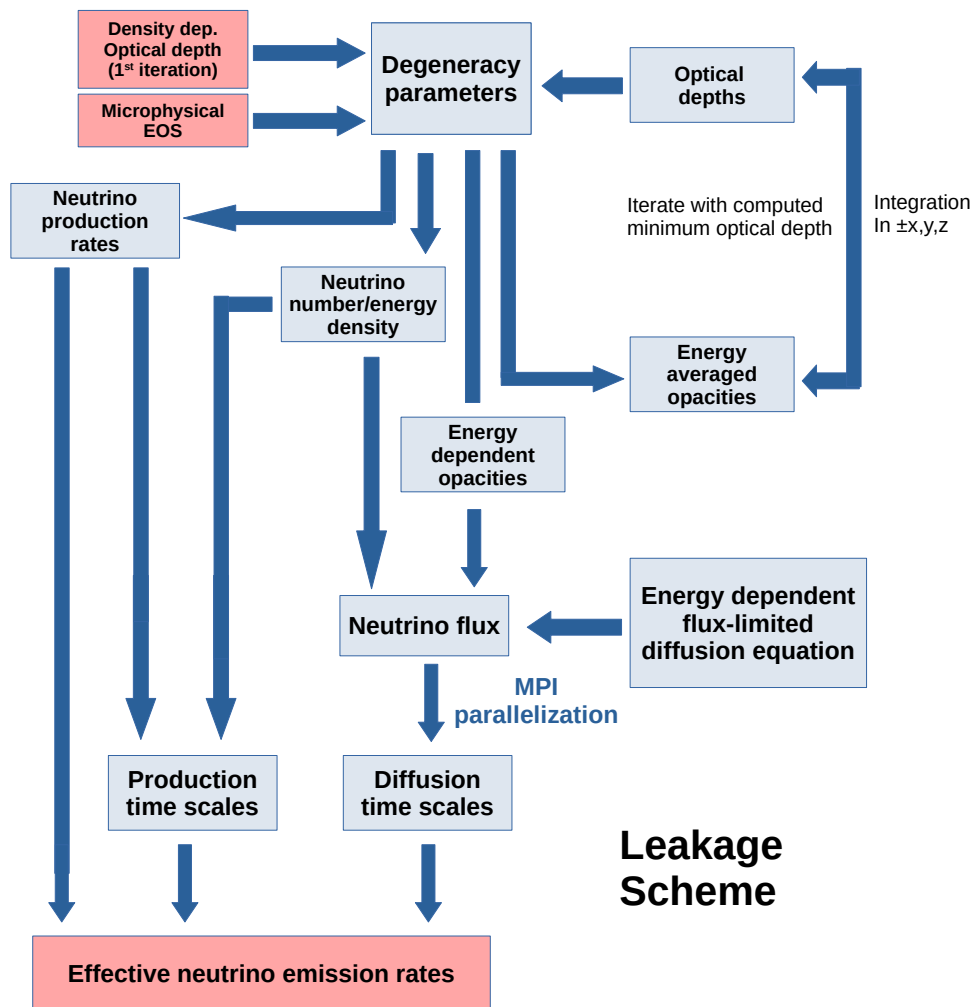 Density dep.
Optical depth
(1st iteration)
Microphysical
EOS
Degeneracy
parameters
Optical
depths
Neutrino
production
rates
Iterate with computed
minimum optical depth
Integration
In ±x,y,z
Neutrino
number/energy
density
Energy
averaged
opacities
Energy
dependent
opacities
Neutrino flux
Energy dependent
flux-limited
diffusion equation
MPI
parallelization
Production
time scales
Diffusion
time scales
Leakage
Scheme
Effective neutrino emission rates